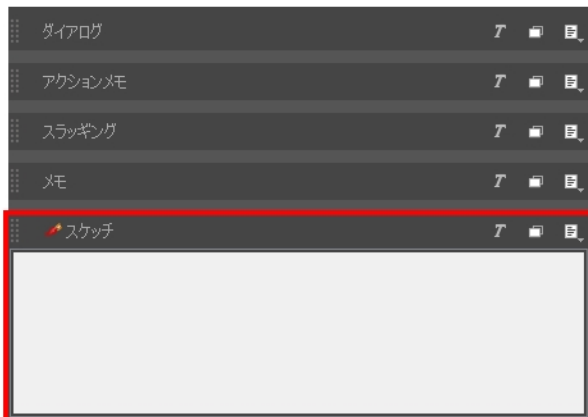 ダイアログ
アクションメモ
スラッギング
メモ
スケッチ